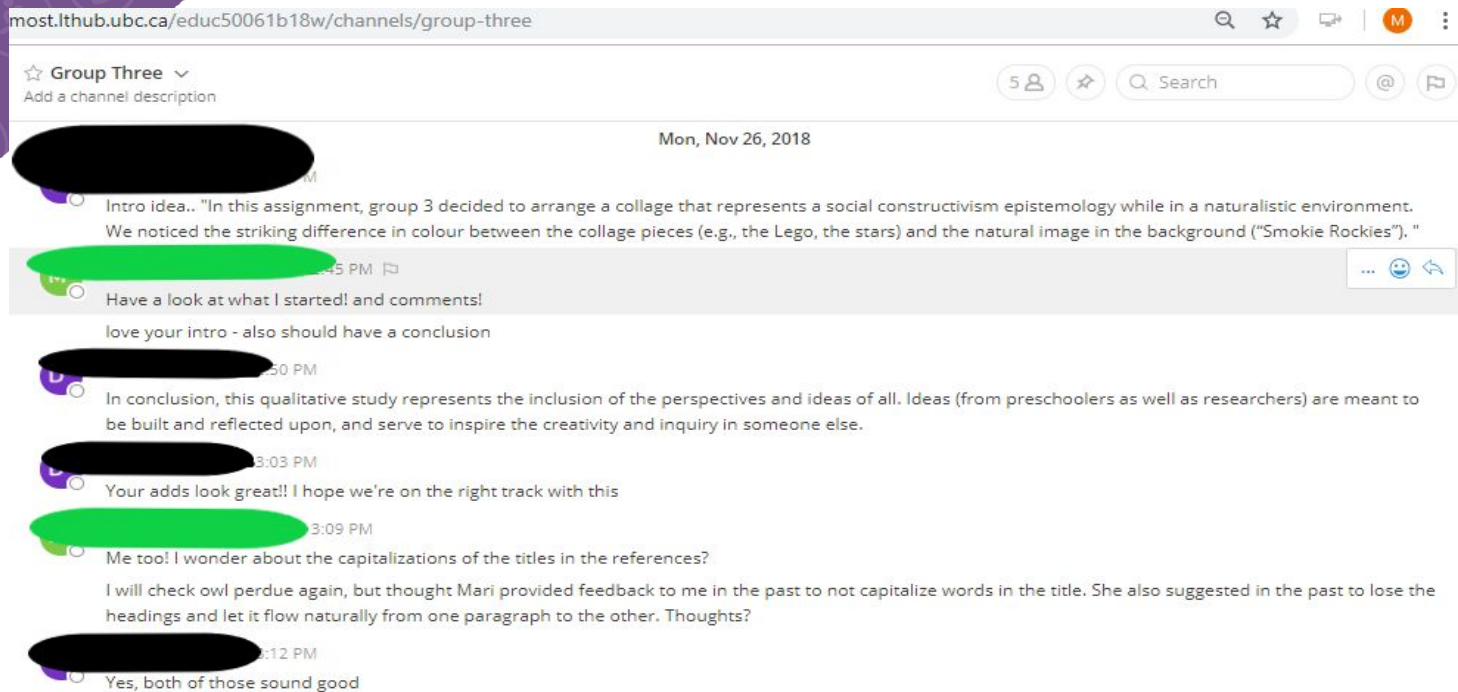 most.lthub.ubc.ca/educ50061b18w/channels/group-three
M
Group Three
Add a channel description
5
Search
@
Mon, Nov 26, 2018
M
Intro idea.. "In this assignment, group 3 decided to arrange a collage that represents a social constructivism epistemology while in a naturalistic environment.
We noticed the striking difference in colour between the collage pieces (e.g., the Lego, the stars) and the natural image in the background (“Smokie Rockies”). "
:45 PM
...
Have a look at what I started! and comments!
love your intro - also should have a conclusion
:50 PM
In conclusion, this qualitative study represents the inclusion of the perspectives and ideas of all. Ideas (from preschoolers as well as researchers) are meant to
be built and reflected upon, and serve to inspire the creativity and inquiry in someone else.
3:03 PM
Your adds look great!! I hope we're on the right track with this
3:09 PM
Me too! I wonder about the capitalizations of the titles in the references?
I will check owl perdue again, but thought Mari provided feedback to me in the past to not capitalize words in the title. She also suggested in the past to lose the
headings and let it flow naturally from one paragraph to the other. Thoughts?
:12 PM
Yes, both of those sound good